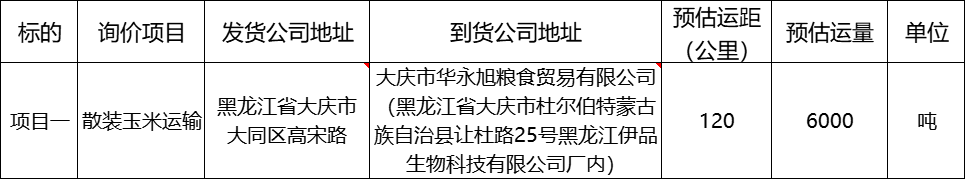 标的 询价项目 发货公司地址 到货公司地址 预估运距（公里） 预估运量 单位
项目一 散装玉米运输 黑龙江省大庆市大同区高宋路 大庆市华永旭粮食贸易有限公司（黑龙江省大庆市杜尔伯特蒙古族自治县让杜路25号黑龙江伊品生物科技有限公司厂内） 120 6000 吨